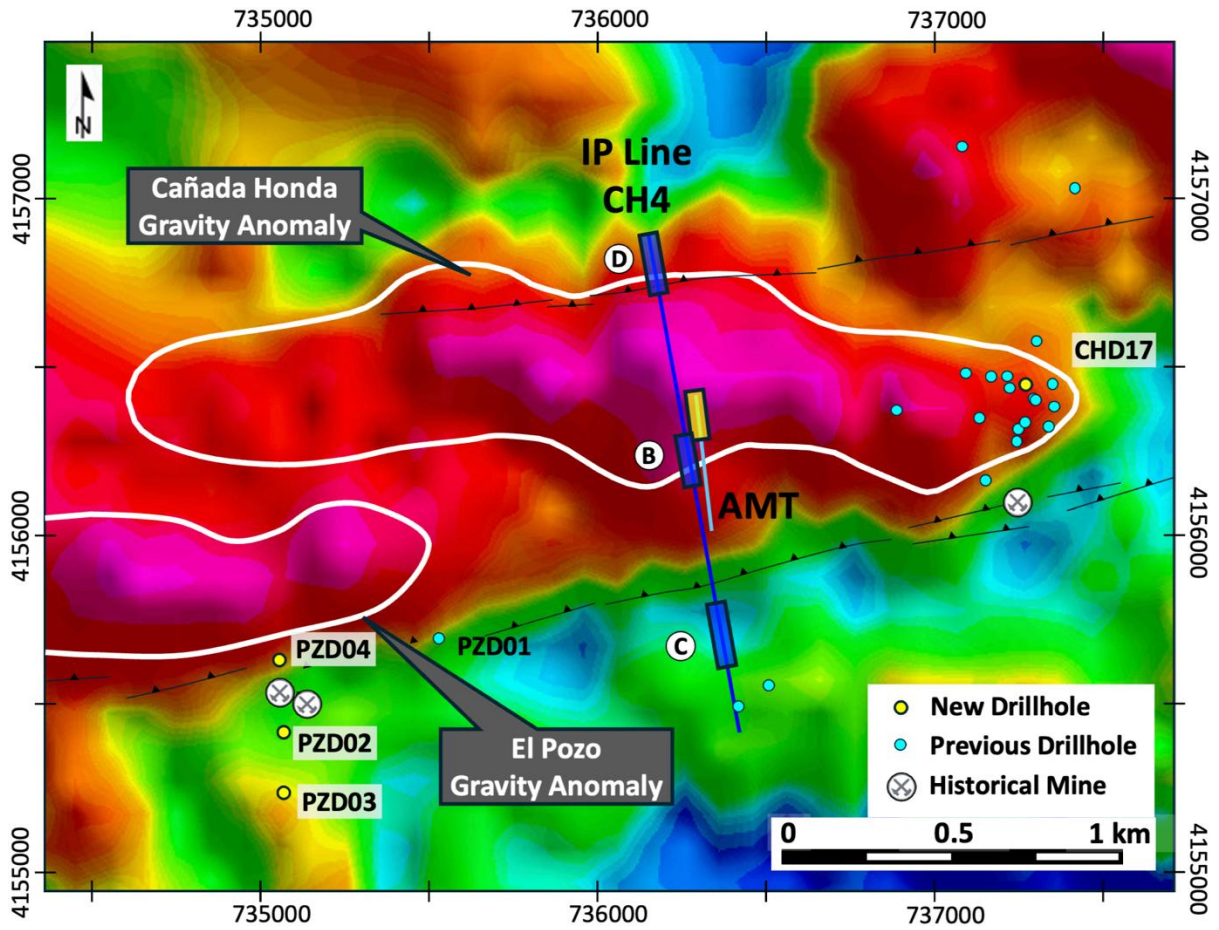 735000
736000
737000
N
IP Line
CH4
4157000
4157000
Cañada Honda
Gravity Anomaly
D
CHD17
B
AMT
4156000
4156000
PZD04
PZD01
C
PZD02
El Pozo
Gravity Anomaly
PZD03
New Drillhole
Previous Drillhole
Historical Mine
0 0.5 1 km
4155000
4155000
735000
736000
737000